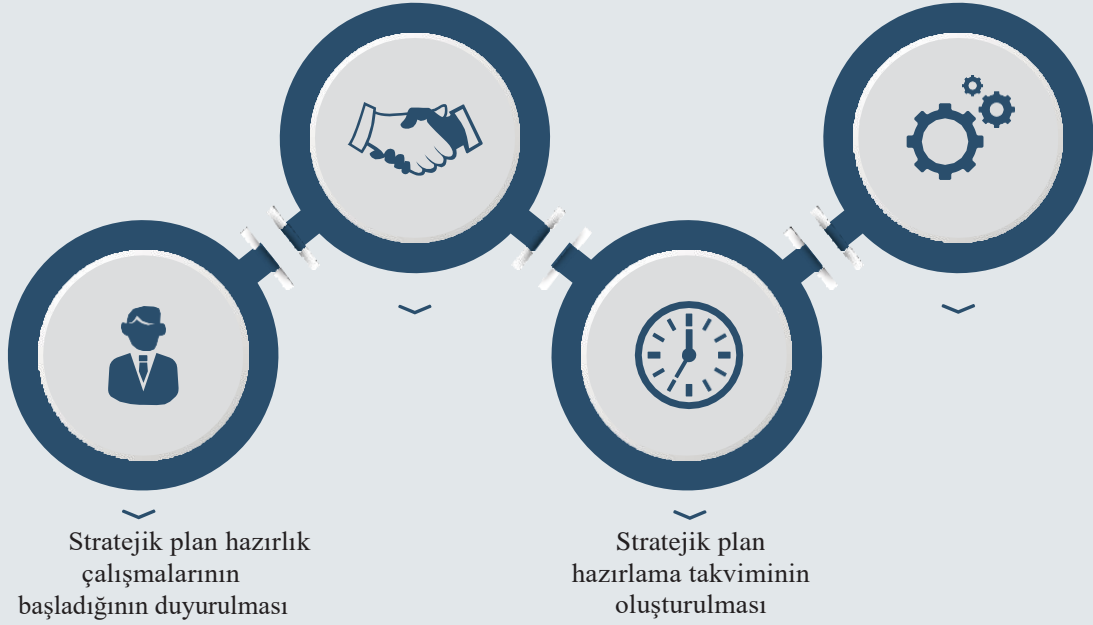 Stratejik plan hazırlık
çalışmalarının
başladığının duyurulması
Stratejik plan
hazırlama takviminin
oluşturulması